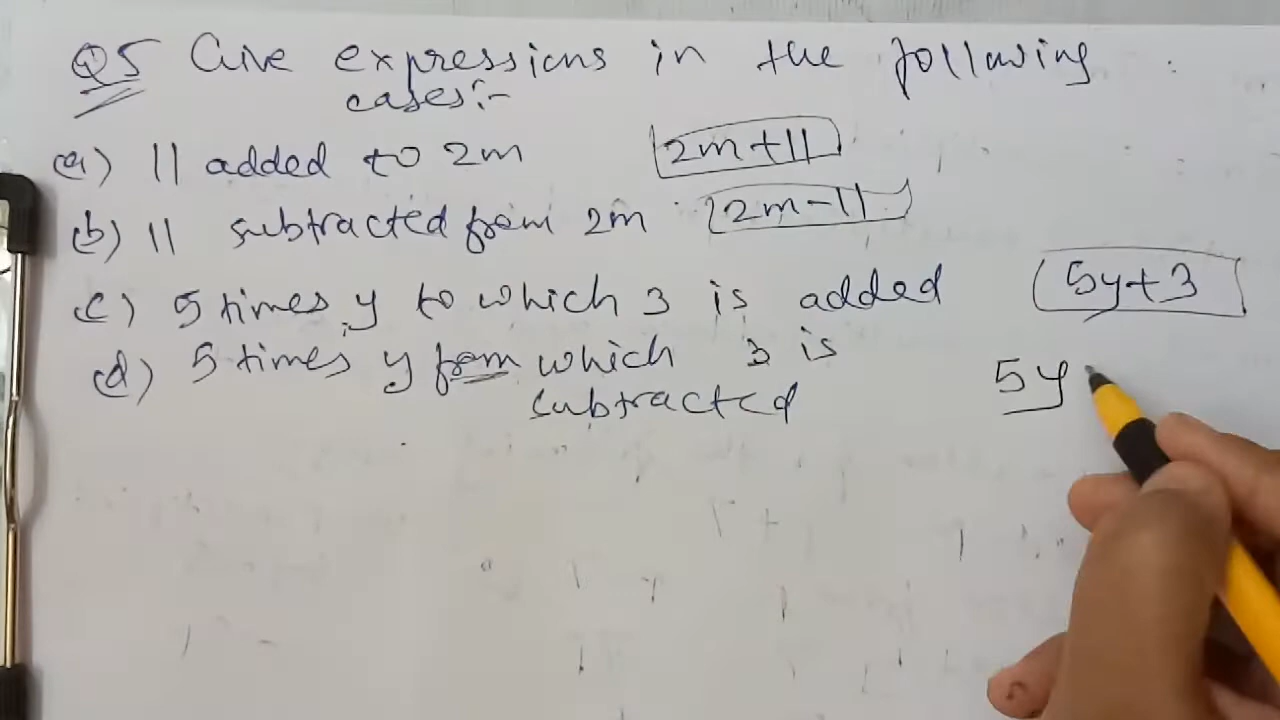 Q5 Give expressions in the following
cases:-
(a) 11 added to 2m 2m+11
(b) 11 subtracted from 2m 2m-11
(c) 5 times y to which 3 is added 5y+3
(d) 5 times y from which 3 is
subtracted 5y